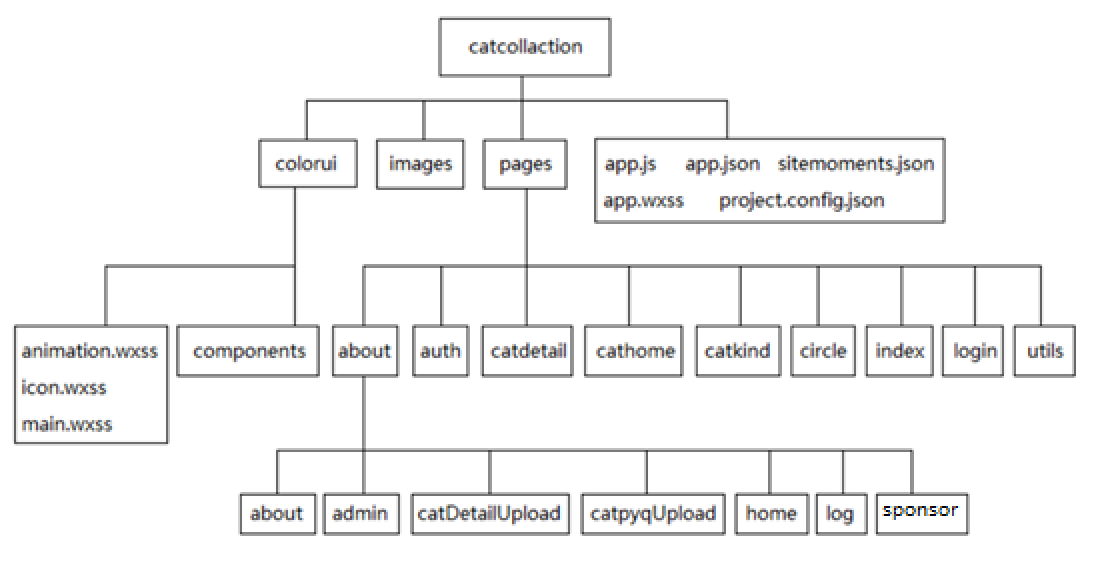 catcollaction
colorui
images
pages
app.js app.json sitemoments.json
app.wxss project.config.json
animation.wxss
icon.wxss
main.wxss
components
about
auth
catdetail
cathome
catkind
circle
index
login
utils
about
admin
catDetailUpload
catpyqUpload
home
log
sponsor